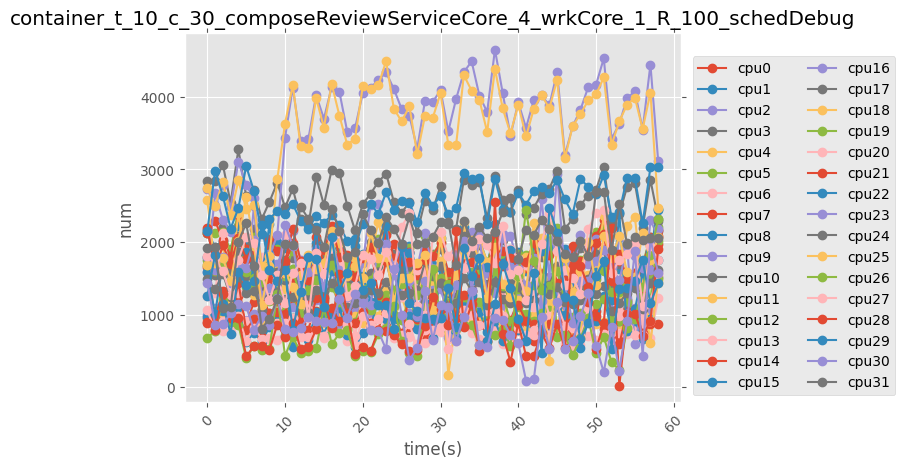 container_t_10_c_30_composeReviewServiceCore_4_wrkCore_1_R_100_schedDebug
num
4000
3000
2000
1000
0
0 10 20 30 40 50 60
time(s)
cpu0 cpu16
cpu1 cpu17
cpu2 cpu18
cpu3 cpu19
cpu4 cpu20
cpu5 cpu21
cpu6 cpu22
cpu7 cpu23
cpu8 cpu24
cpu9 cpu25
cpu10 cpu26
cpu11 cpu27
cpu12 cpu28
cpu13 cpu29
cpu14 cpu30
cpu15 cpu31